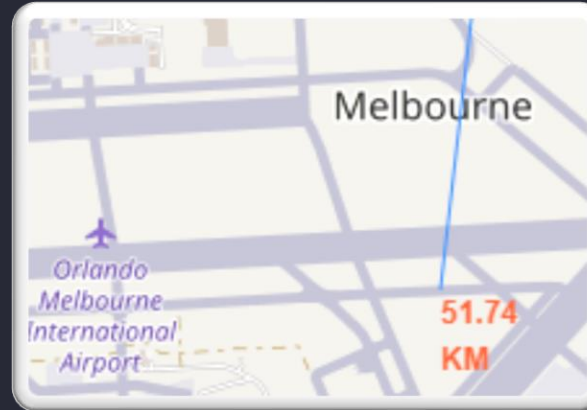 Melbourne
Orlando
Melbourne
International
Airport
51.74
KM